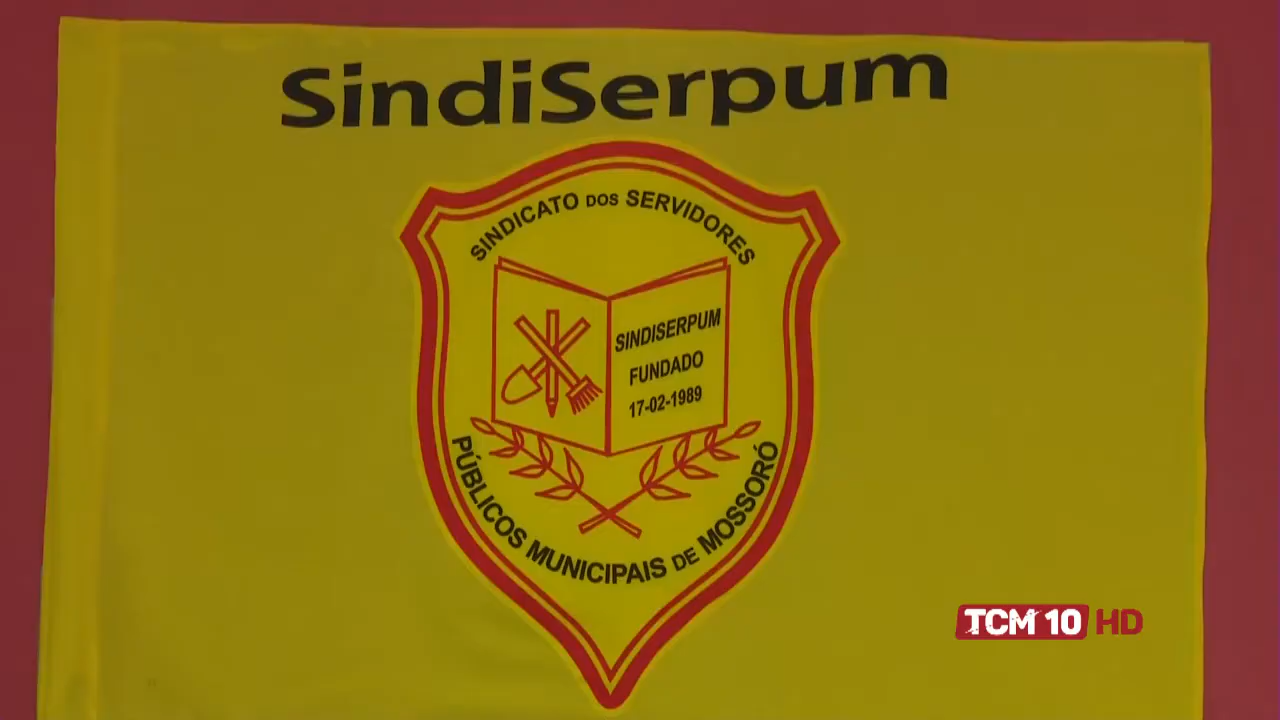 SindiSerpum
SINDICATO DOS SERVIDORES
SINDISERPUM
FUNDADO
17-02-1989
PÚBLICOS MUNICIPAIS DE MOSSORÓ
TCM 10 HD